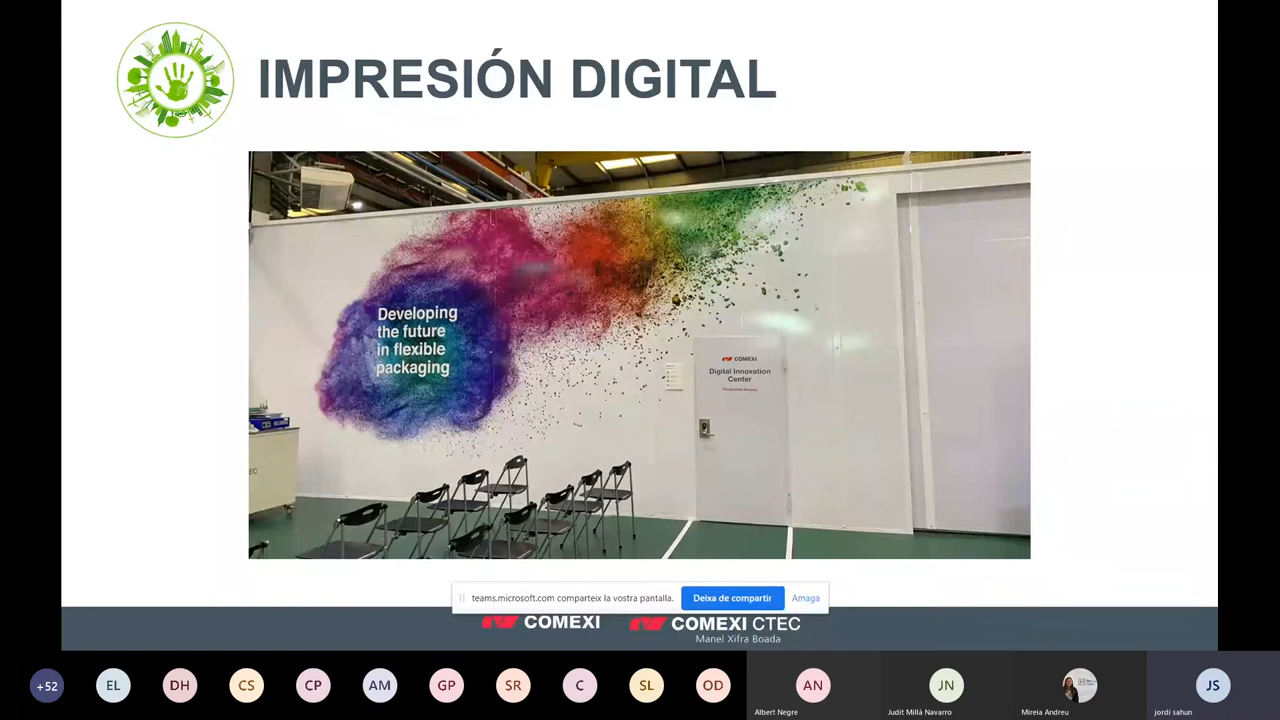 IMPRESIÓN DIGITAL
Developing
the future
in flexible
packaging
COMEXI
Digital Innovation
Center
teams.microsoft.com comparteix la vostra pantalla.
Deixa de compartir
Amaga
COMEXI
COMEXI CTEC
Manel Xifra Boada
+52
EL
DH
CS
CP
AM
GP
SR
C
SL
OD
AN
JN
JS
Albert Negre
Judit Millà Navarro
Mireia Andreu
jordi sahun